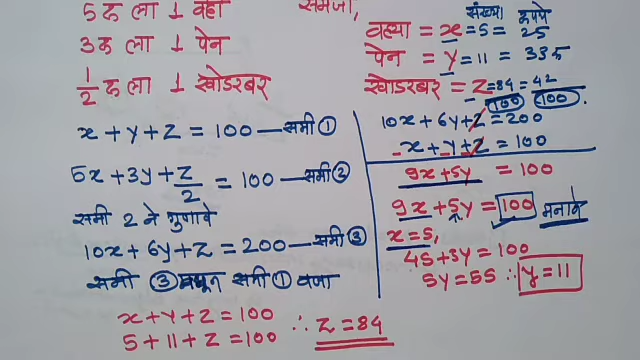 5 रु ला 1 वही
3 रु ला 1 पेन
1/2 रु ला 1 खोडरबर
समजा,
संख्या रुपये
वह्या = x = 5 = 25
पेन = y = 11 = 33रु
खोडरबर = z = 84 = 42
100 100
x + y + z = 100 — समी ①
5x + 3y + z/2 = 100 — समी ②
समी 2 ने गुणावे
10x + 6y + z = 200 — समी ③
समी ③ मधून समी ① वजा
x + y + z = 100
5 + 11 + z = 100 ∴ z = 84
10x + 6y + z = 200
- x + y + z = 100
9x + 5y = 100
9x + 5y = 100 मनाने
x = 5,
45 + 3y = 100
5y = 55 ∴ y = 11